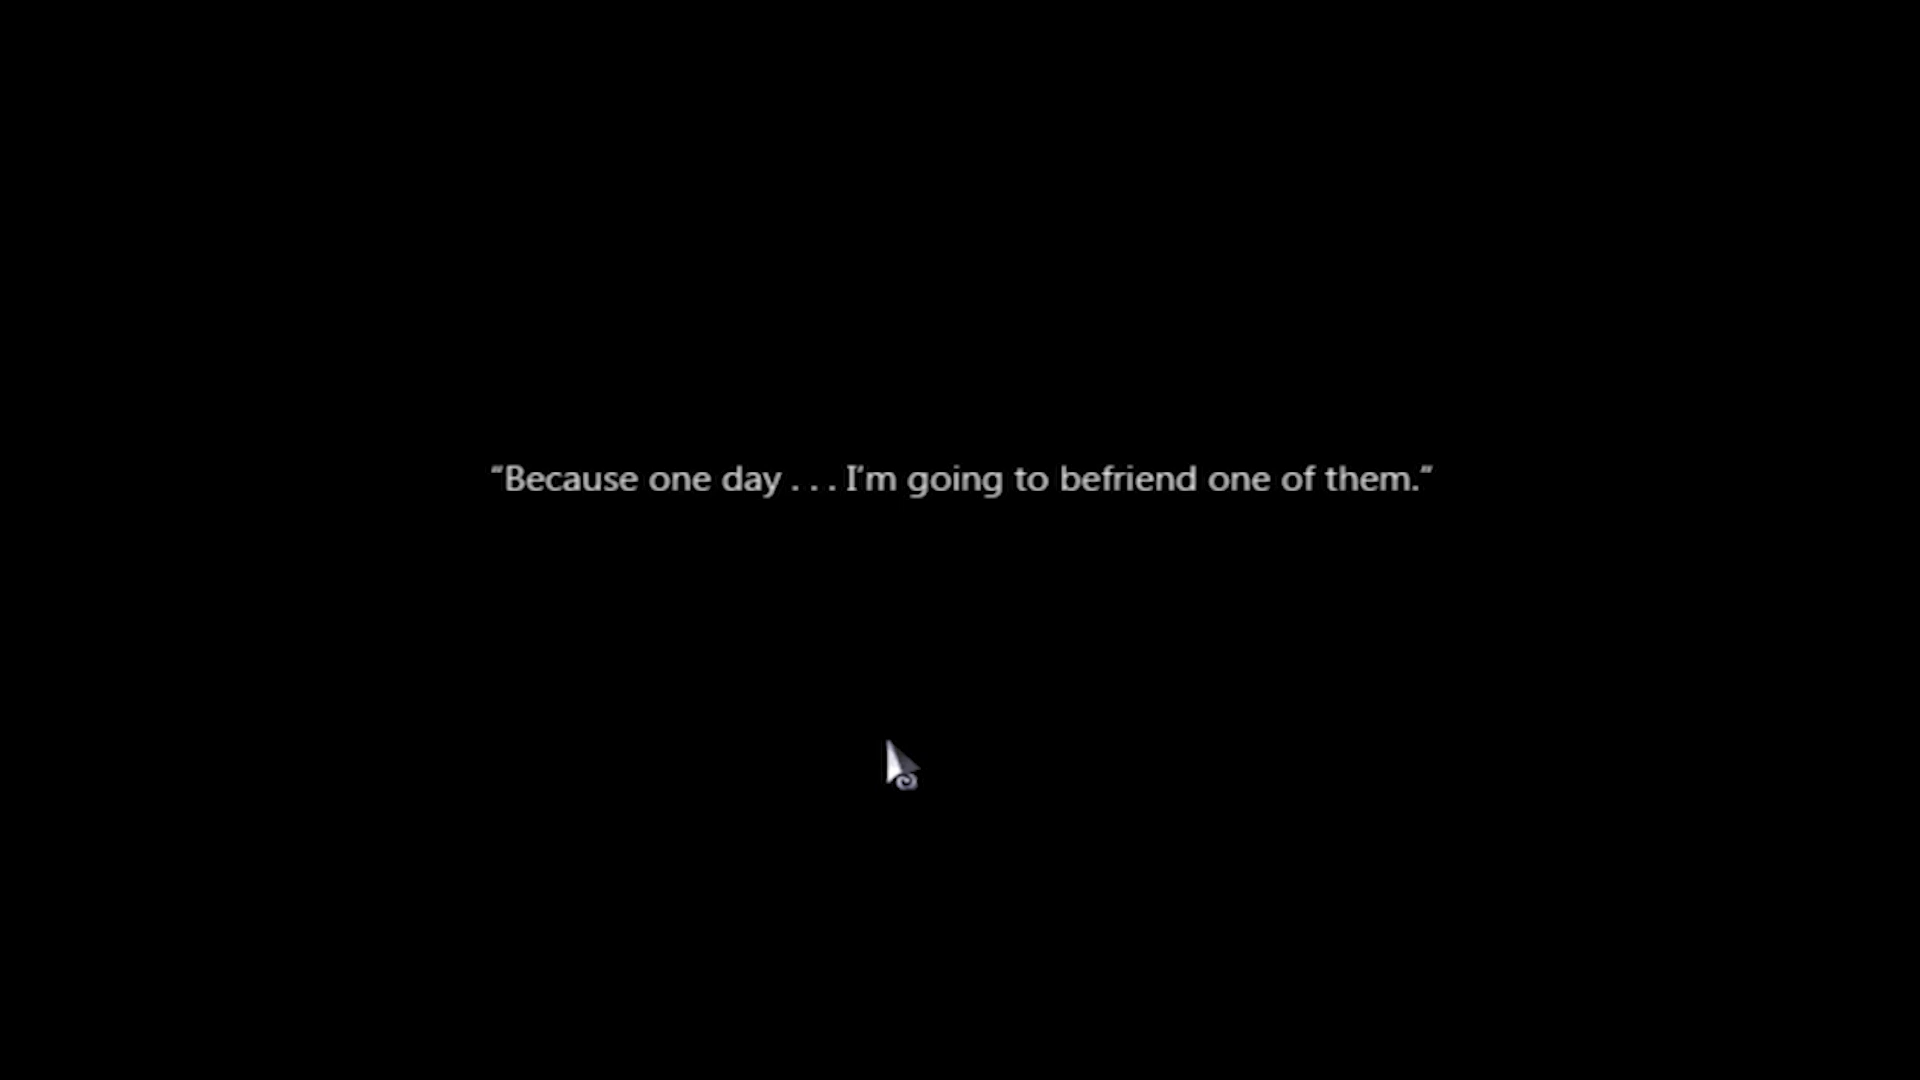 “Because one day . . . I’m going to befriend one of them.”